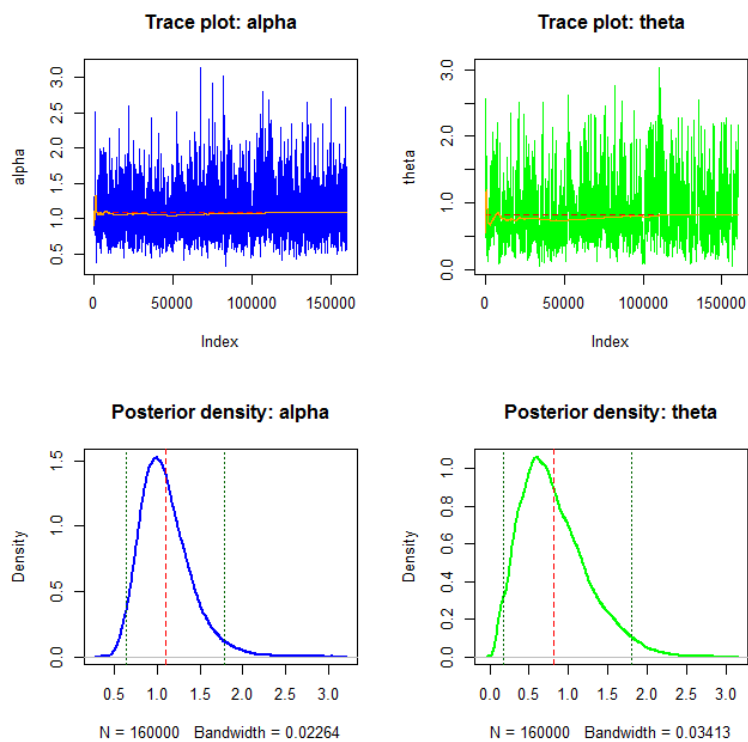 Trace plot: alpha
alpha
3.0
2.5
2.0
1.5
1.0
0.5
0 50000 100000 150000
Index
Trace plot: theta
theta
3.0
2.0
1.0
0.0
0 50000 100000 150000
Index
Posterior density: alpha
Density
1.5
1.0
0.5
0.0
0.5 1.0 1.5 2.0 2.5 3.0
N = 160000 Bandwidth = 0.02264
Posterior density: theta
Density
1.0
0.8
0.6
0.4
0.2
0.0
0.0 0.5 1.0 1.5 2.0 2.5 3.0
N = 160000 Bandwidth = 0.03413